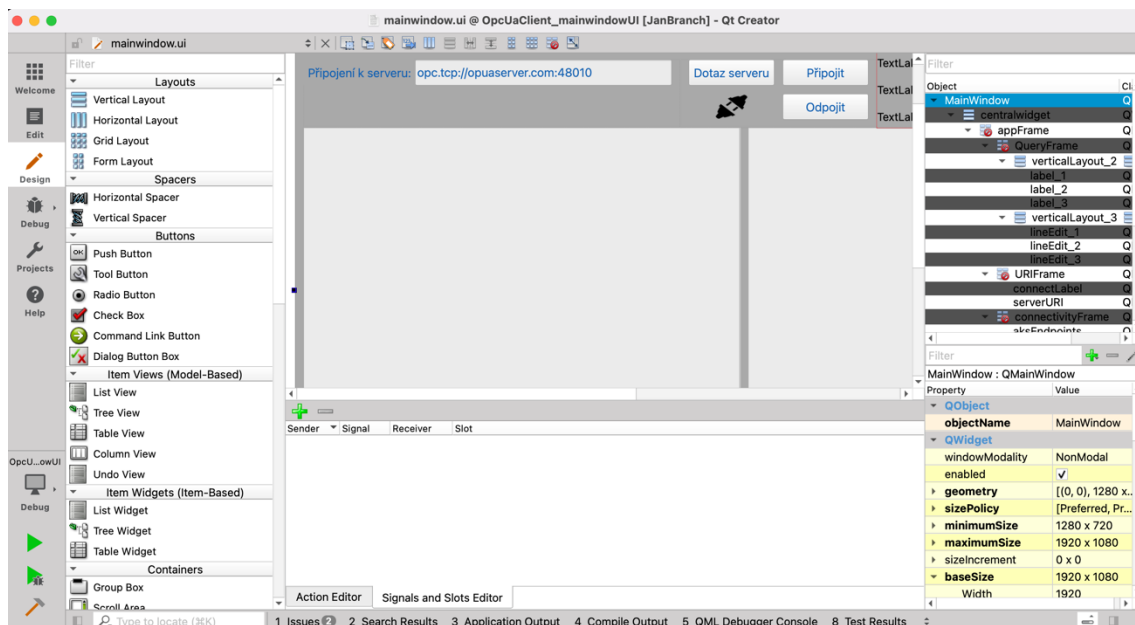 mainwindow.ui @ OpcUaClient_mainwindowUI [JanBranch] - Qt Creator
mainwindow.ui
Welcome
Edit
Design
Debug
Projects
Help
OpcU...owUI
Debug
Filter
Layouts
Vertical Layout
Horizontal Layout
Grid Layout
Form Layout
Spacers
Horizontal Spacer
Vertical Spacer
Buttons
Push Button
Tool Button
Radio Button
Check Box
Command Link Button
Dialog Button Box
Item Views (Model-Based)
List View
Tree View
Table View
Column View
Undo View
Item Widgets (Item-Based)
List Widget
Tree Widget
Table Widget
Containers
Group Box
Scroll Area
Připojení k serveru: opc.tcp://opuaserver.com:48010 Dotaz serveru Připojit
Odpojit
TextLal
TextLal
TextLal
Sender Signal Receiver Slot
Action Editor Signals and Slots Editor
Filter
Object Cl
MainWindow Q
centralwidget Q
appFrame Q
QueryFrame Q
verticalLayout_2
label_1 Q
label_2 Q
label_3 Q
verticalLayout_3
lineEdit_1 Q
lineEdit_2 Q
lineEdit_3 Q
URIFrame Q
connectLabel Q
serverURI Q
connectivityFrame Q
aksEndpoints Q
Filter
MainWindow : QMainWindow
Property Value
QObject
objectName MainWindow
QWidget
windowModality NonModal
enabled
geometry [(0, 0), 1280 x..
sizePolicy [Preferred, Pr...
minimumSize 1280 x 720
maximumSize 1920 x 1080
sizeIncrement 0 x 0
baseSize 1920 x 1080
Width 1920
Type to locate (⌘K) 1 Issues 2 2 Search Results 3 Application Output 4 Compile Output 5 QML Debugger Console 8 Test Results